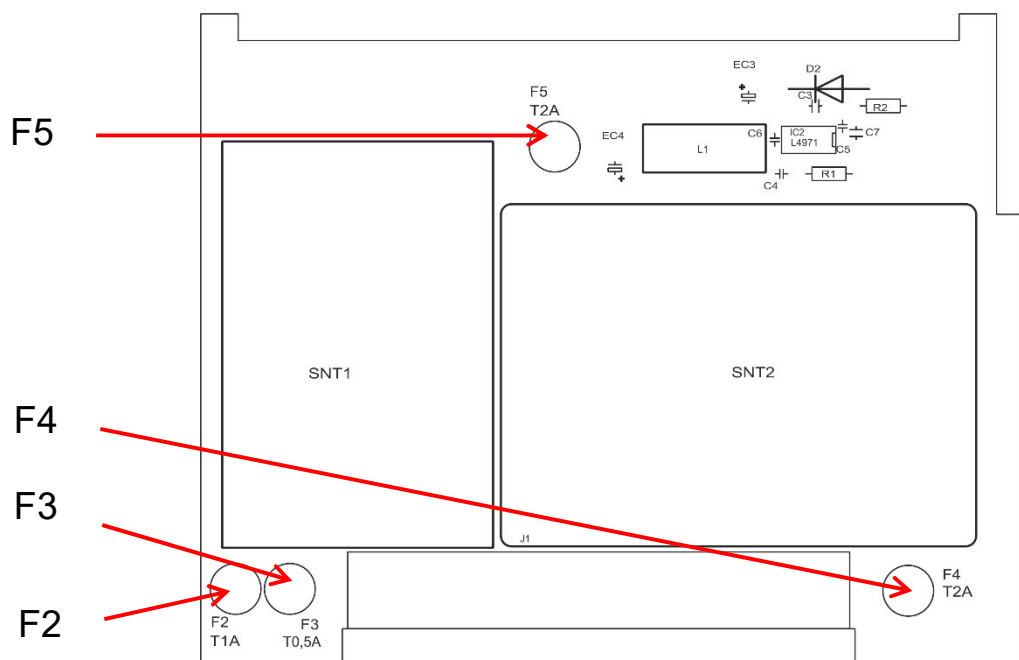 EC3
D2
F5
T2A
C3
R2
F5
EC4
L1
C6
IC2
L4971
C7
C5
C4
R1
SNT1
SNT2
F4
F3
J1
F4
T2A
F2
T1A
F3
T0,5A
F2